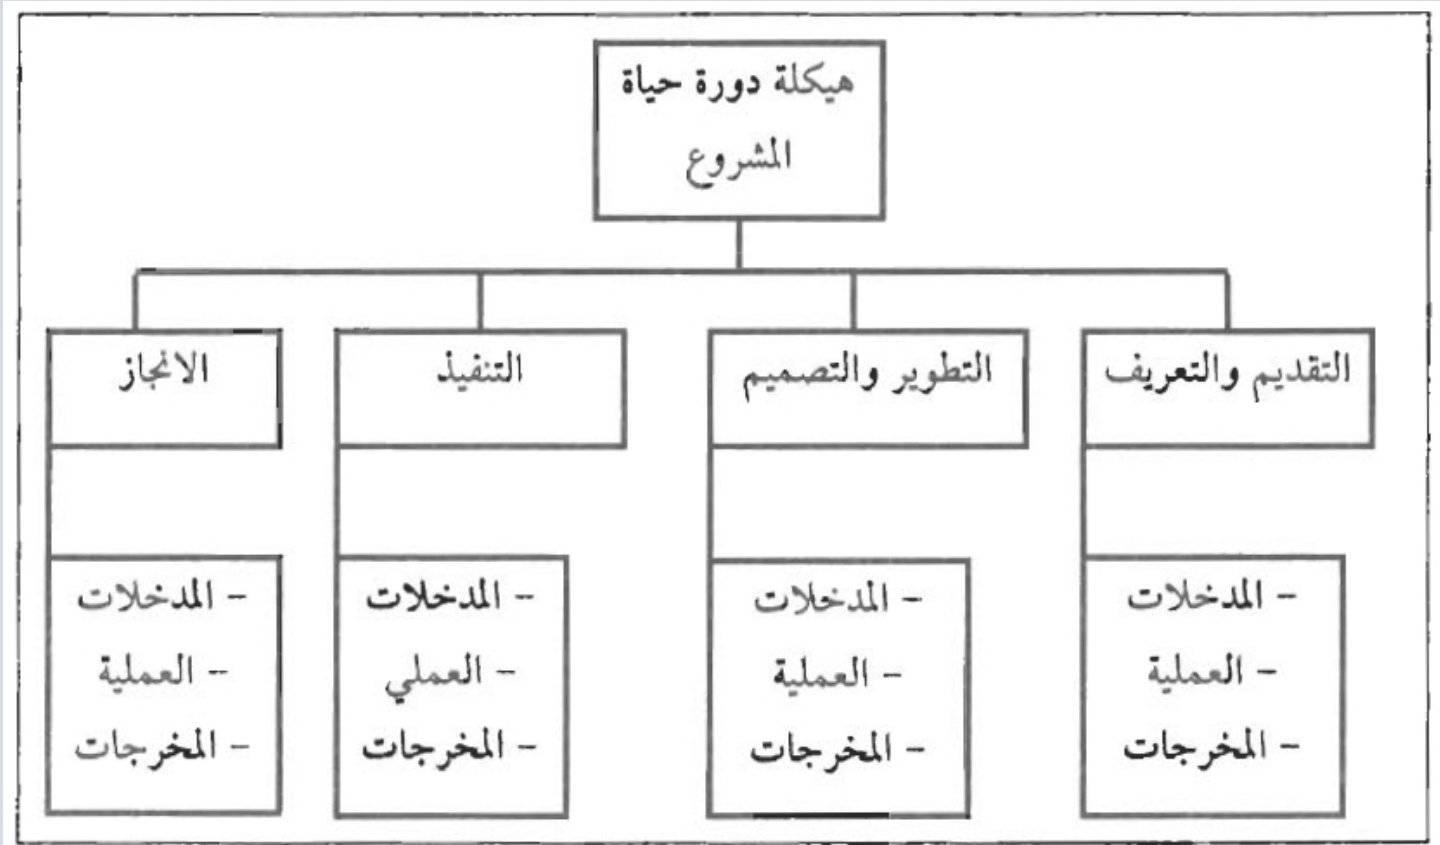 هيكلة دورة حياة
المشروع
التقديم والتعريف
التطوير والتصميم
التنفيذ
الانجاز
- المدخلات
- العملية
- المخرجات
- المدخلات
- العملية
- المخرجات
- المدخلات
- العملي
- المخرجات
- المدخلات
- العملية
- المخرجات